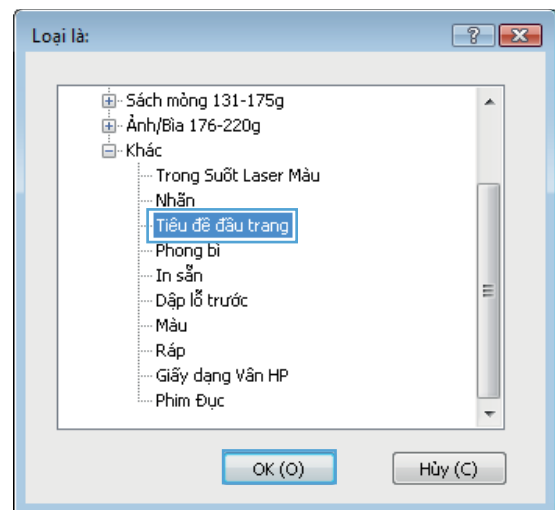 Loại là:
Sách mỏng 131-175g
Ảnh/Bìa 176-220g
Khác
Trong Suốt Laser Màu
Nhãn
Tiêu đề đầu trang
Phong bì
In sẵn
Dập lỗ trước
Màu
Ráp
Giấy dạng Vân HP
Phim Đục
OK (O)
Hủy (C)